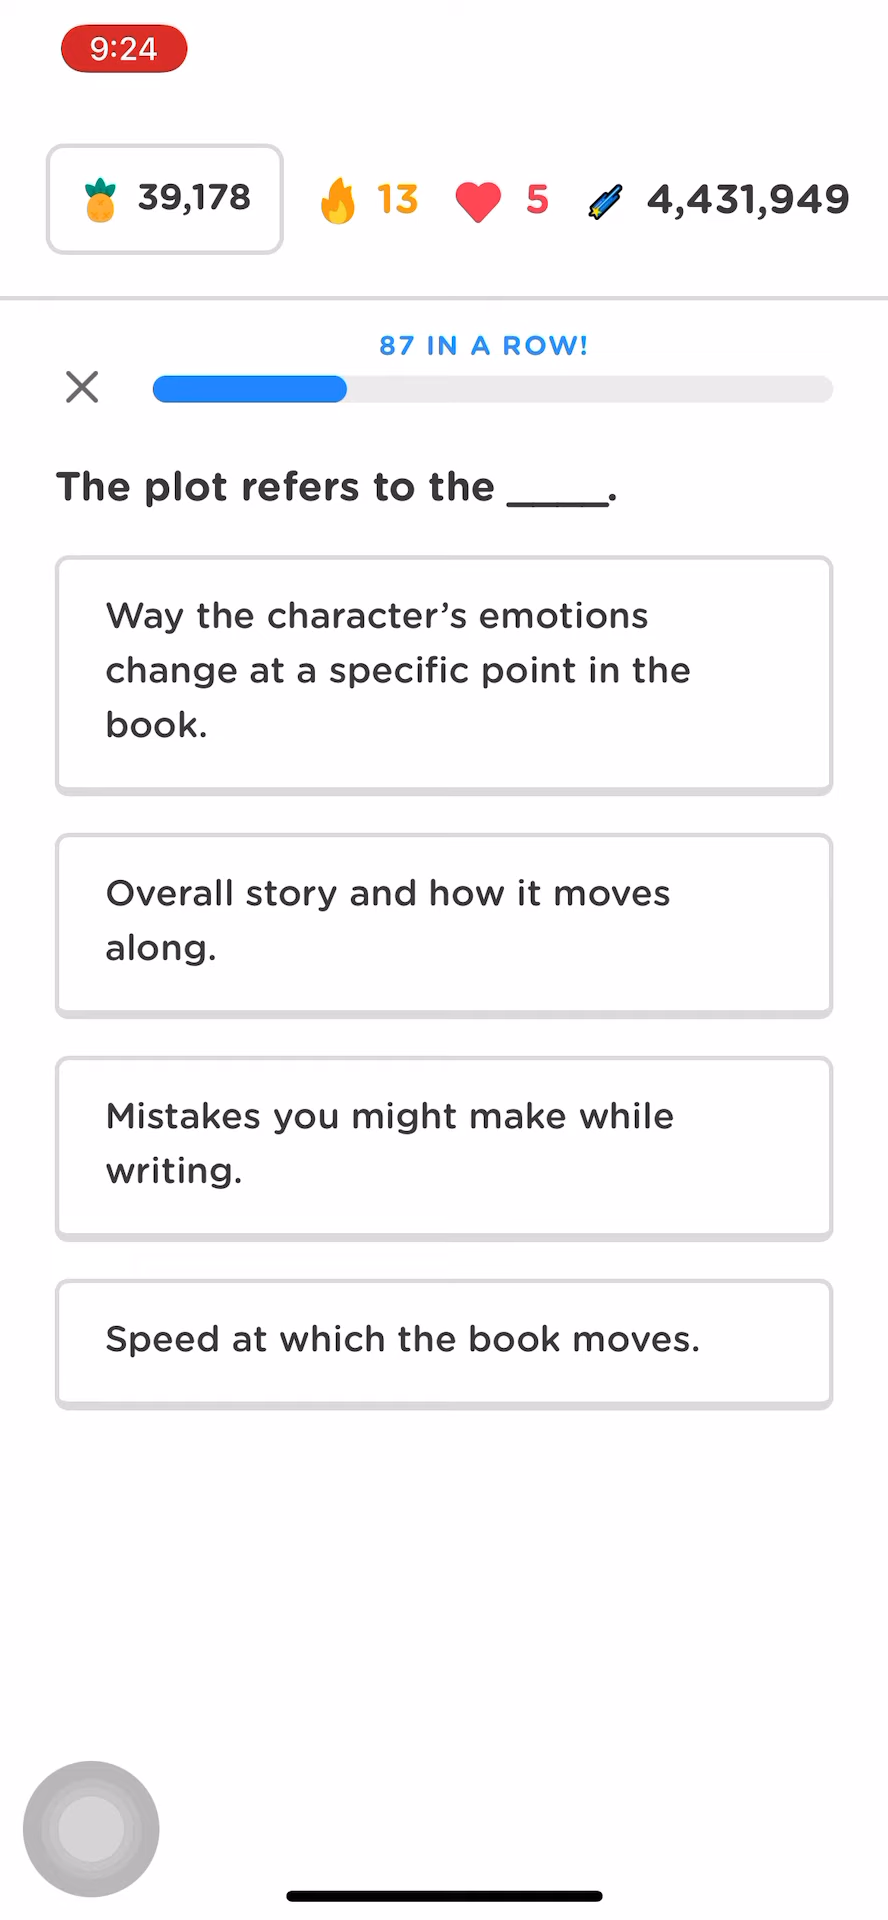 9:24
39,178 13 5 4,431,949
87 IN A ROW!
The plot refers to the ____.
Way the character’s emotions
change at a specific point in the
book.
Overall story and how it moves
along.
Mistakes you might make while
writing.
Speed at which the book moves.